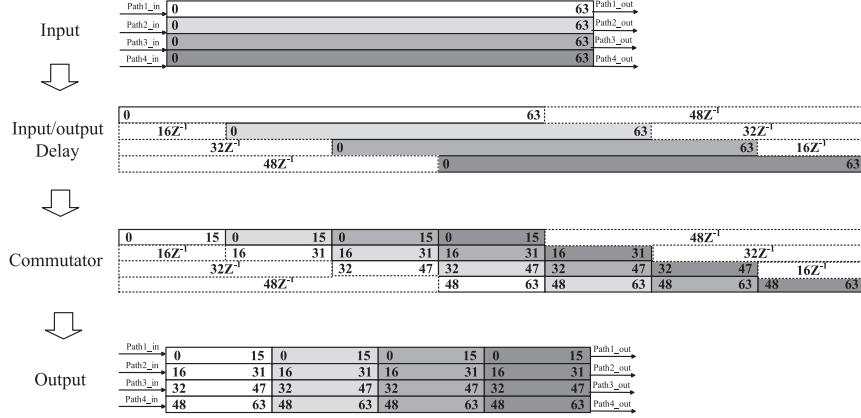 Input
Path1_in 0 63 Path1_out
Path2_in 0 63 Path2_out
Path3_in 0 63 Path3_out
Path4_in 0 63 Path4_out
Input/output
Delay
0 63 48Z-1
16Z-1 0 63 32Z-1
32Z-1 0 63 16Z-1
48Z-1 0 63
Commutator
0 15 0 15 0 15 0 15 48Z-1
16Z-1 16 31 16 31 16 31 16 31 32Z-1
32Z-1 32 47 32 47 32 47 32 47 16Z-1
48Z-1 48 63 48 63 48 63 48 63
Output
Path1_in 0 15 0 15 0 15 0 15 Path1_out
Path2_in 16 31 16 31 16 31 16 31 Path2_out
Path3_in 32 47 32 47 32 47 32 47 Path3_out
Path4_in 48 63 48 63 48 63 48 63 Path4_out